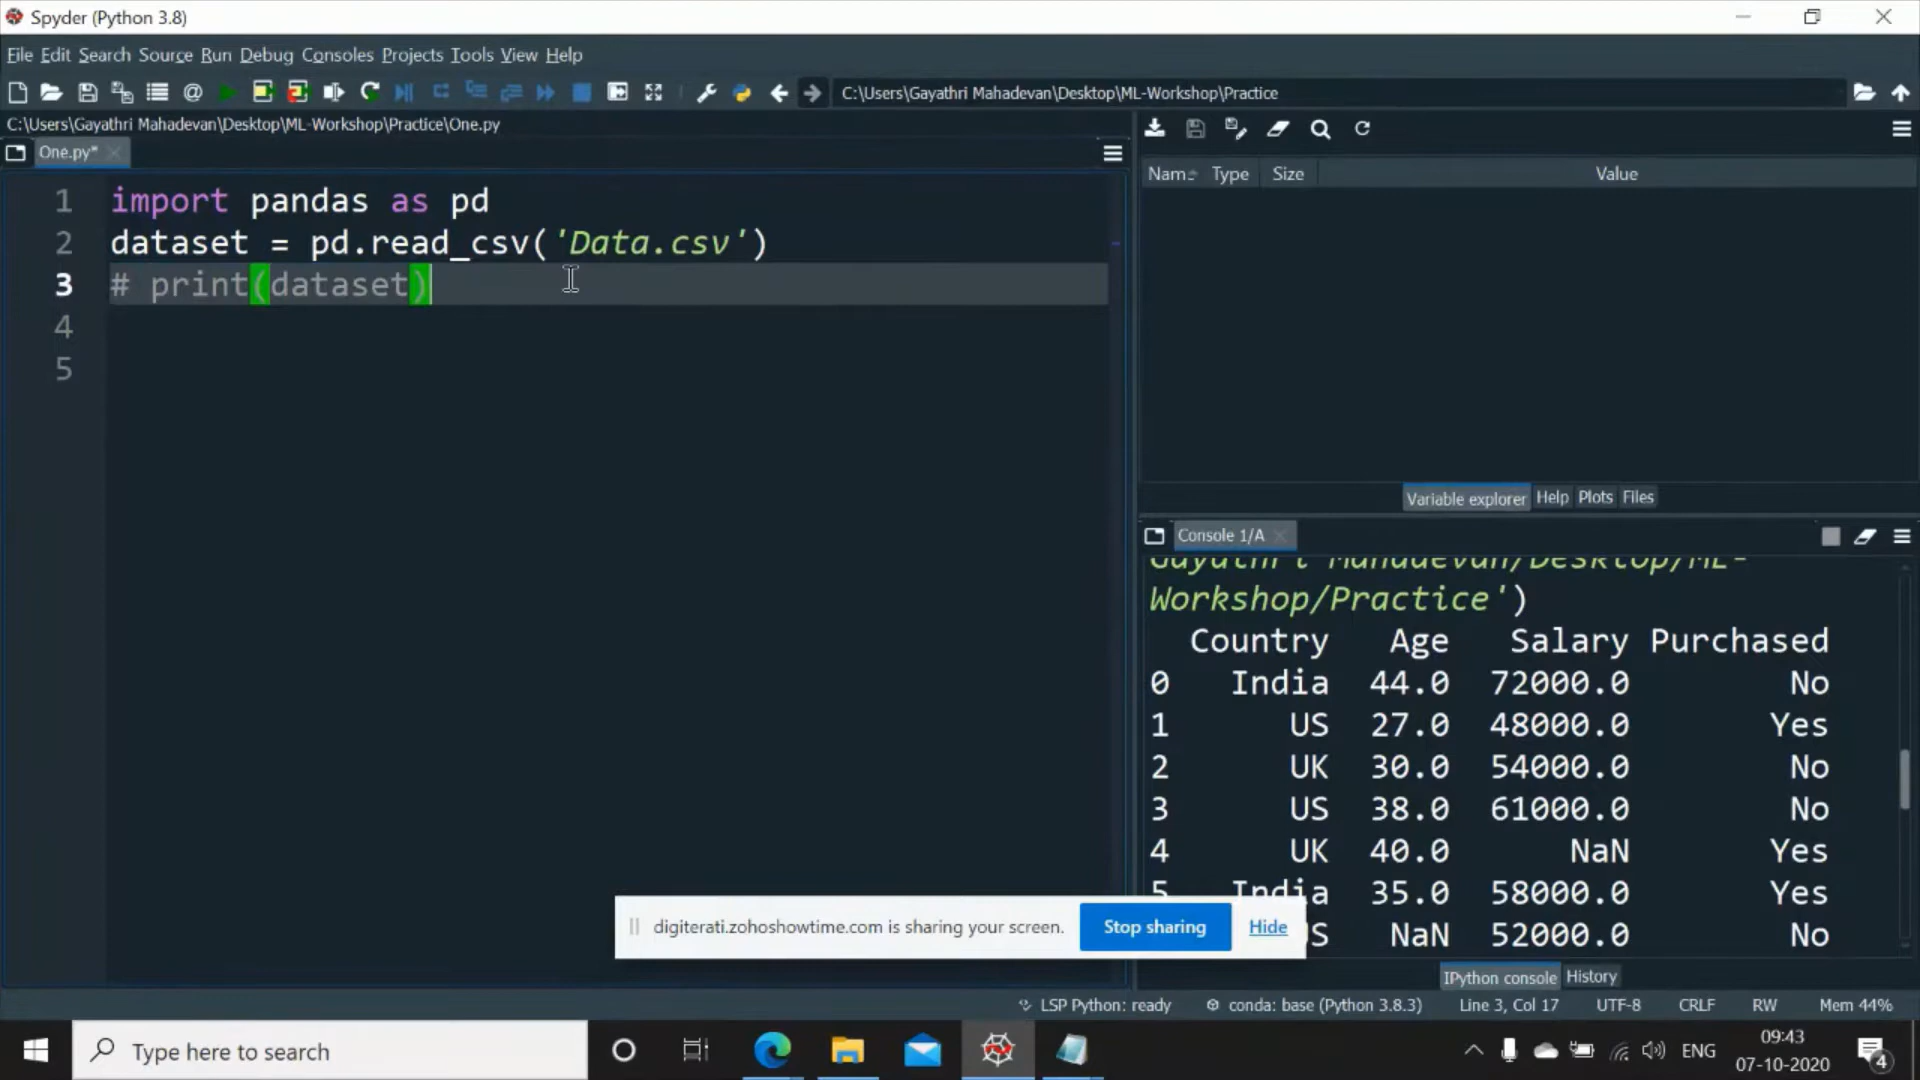 Spyder (Python 3.8)
File Edit Search Source Run Debug Consoles Projects Tools View Help
C:\Users\Gayathri Mahadevan\Desktop\ML-Workshop\Practice
C:\Users\Gayathri Mahadevan\Desktop\ML-Workshop\Practice\One.py
One.py*
1 import pandas as pd
2 dataset = pd.read_csv('Data.csv')
3 # print(dataset)
4
5
Type Size Value
Variable explorer Help Plots Files
Console 1/A
Gayathri Mahadevan/Desktop/ML-
Workshop/Practice')
Country Age Salary Purchased
0 India 44.0 72000.0 No
1 US 27.0 48000.0 Yes
2 UK 30.0 54000.0 No
3 US 38.0 61000.0 No
4 UK 40.0 NaN Yes
5 India 35.0 58000.0 Yes
NaN 52000.0 No
digiterati.zohoshowtime.com is sharing your screen. Stop sharing Hide
IPython console History
LSP Python: ready conda: base (Python 3.8.3) Line 3, Col 17 UTF-8 CRLF RW Mem 44%
Type here to search
ENG
09:43
07-10-2020
4